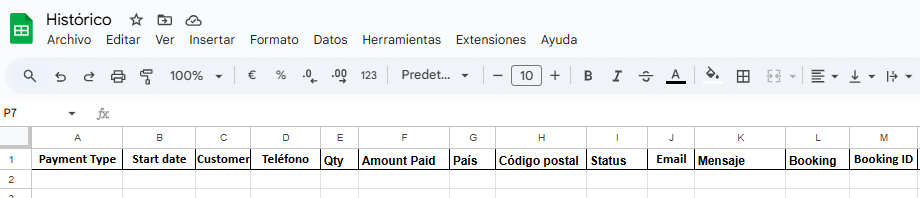 Histórico
Archivo Editar Ver Insertar Formato Datos Herramientas Extensiones Ayuda
100% € % .0 .00 123 Predet... 10 B I S A
P7 fx
A B C D E F G H I J K L M
1 Payment Type Start date Customer Teléfono Qty Amount Paid País Código postal Status Email Mensaje Booking Booking ID
2